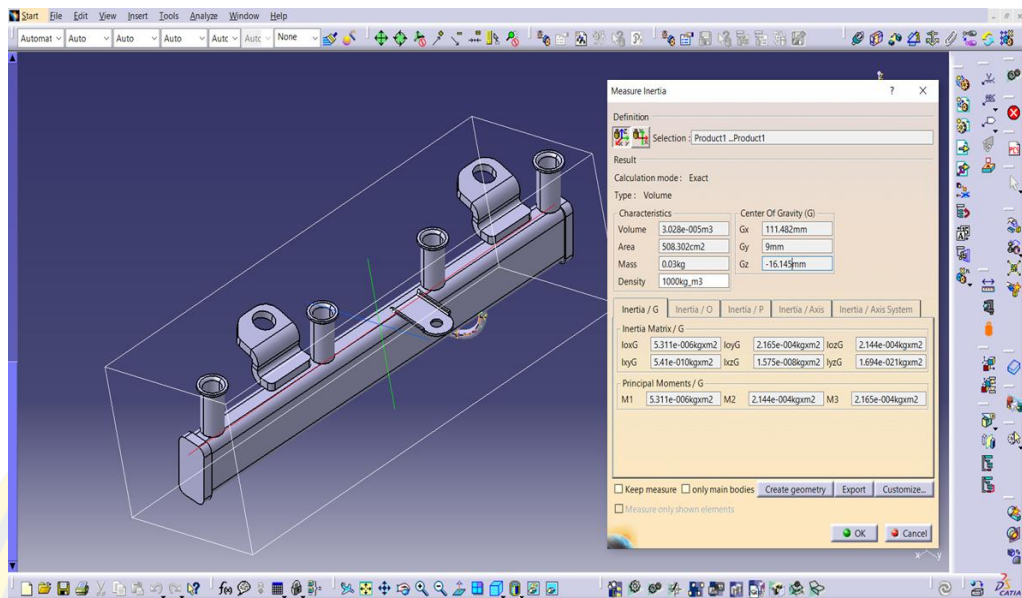 Start File Edit View Insert Tools Analyze Window Help
Automat Auto Auto Auto Autc Autc None
Measure Inertia ? X
Definition
Selection : Product1 ..Product1
Result
Calculation mode : Exact
Type : Volume
Characteristics Center Of Gravity (G)
Volume 3.028e-005m3 Gx 111.482mm
Area 508.302cm2 Gy 9mm
Mass 0.03kg Gz -16.145mm
Density 1000kg_m3
Inertia / G Inertia / O Inertia / P Inertia / Axis Inertia / Axis System
Inertia Matrix / G
IoxG 5.311e-006kgxm2 IoyG 2.165e-004kgxm2 IozG 2.144e-004kgxm2
IxyG 5.41e-010kgxm2 IxzG 1.575e-008kgxm2 IyzG 1.694e-021kgxm2
Principal Moments / G
M1 5.311e-006kgxm2 M2 2.144e-004kgxm2 M3 2.165e-004kgxm2
Keep measure only main bodies Create geometry Export Customize...
Measure only shown elements
OK Cancel
CATIA